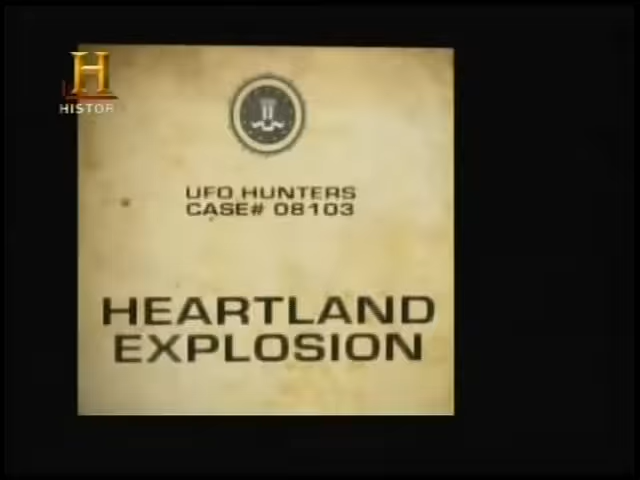 H
HISTOR
UFO HUNTERS
CASE# 08103
HEARTLAND
EXPLOSION